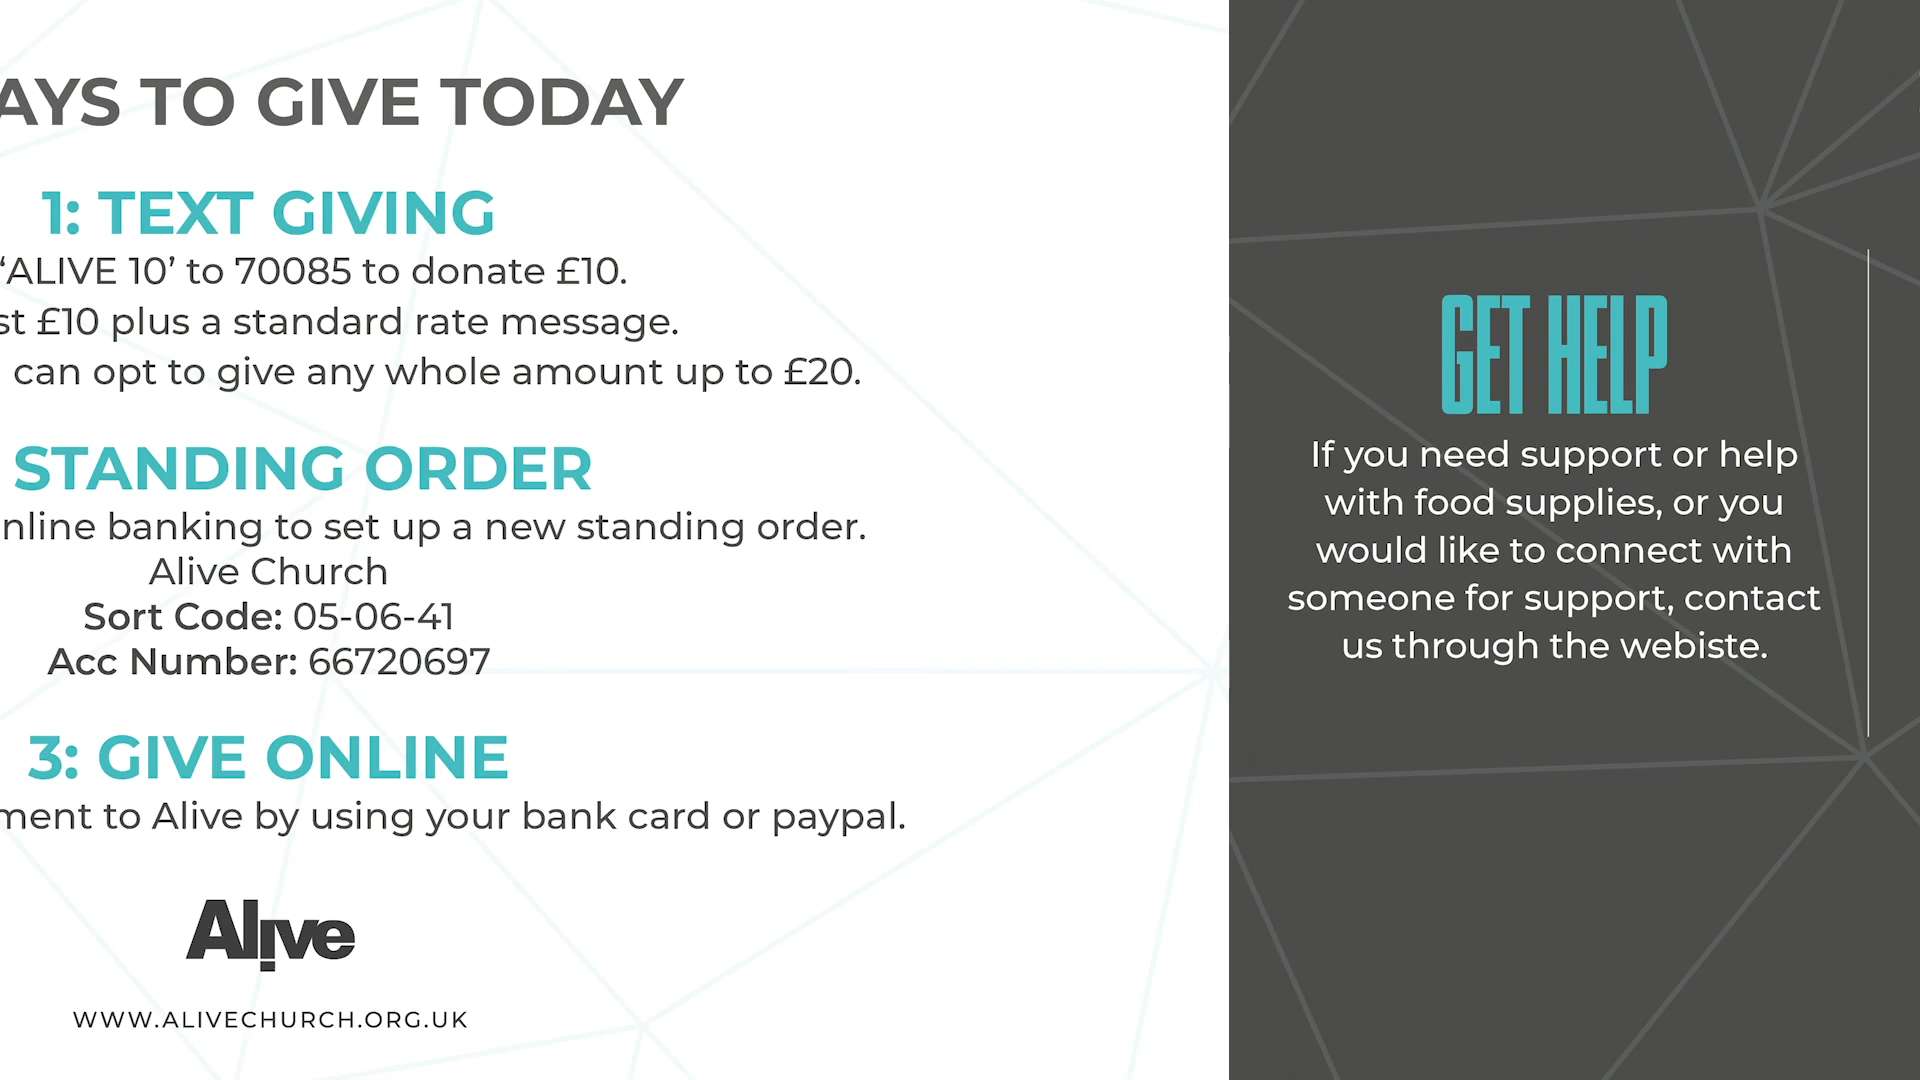 AYS TO GIVE TODAY
1: TEXT GIVING
‘ALIVE 10’ to 70085 to donate £10.
st £10 plus a standard rate message.
can opt to give any whole amount up to £20.
STANDING ORDER
nline banking to set up a new standing order.
Alive Church
Sort Code: 05-06-41
Acc Number: 66720697
3: GIVE ONLINE
ment to Alive by using your bank card or paypal.
Alive
WWW.ALIVECHURCH.ORG.UK
GET HELP
If you need support or help
with food supplies, or you
would like to connect with
someone for support, contact
us through the webiste.